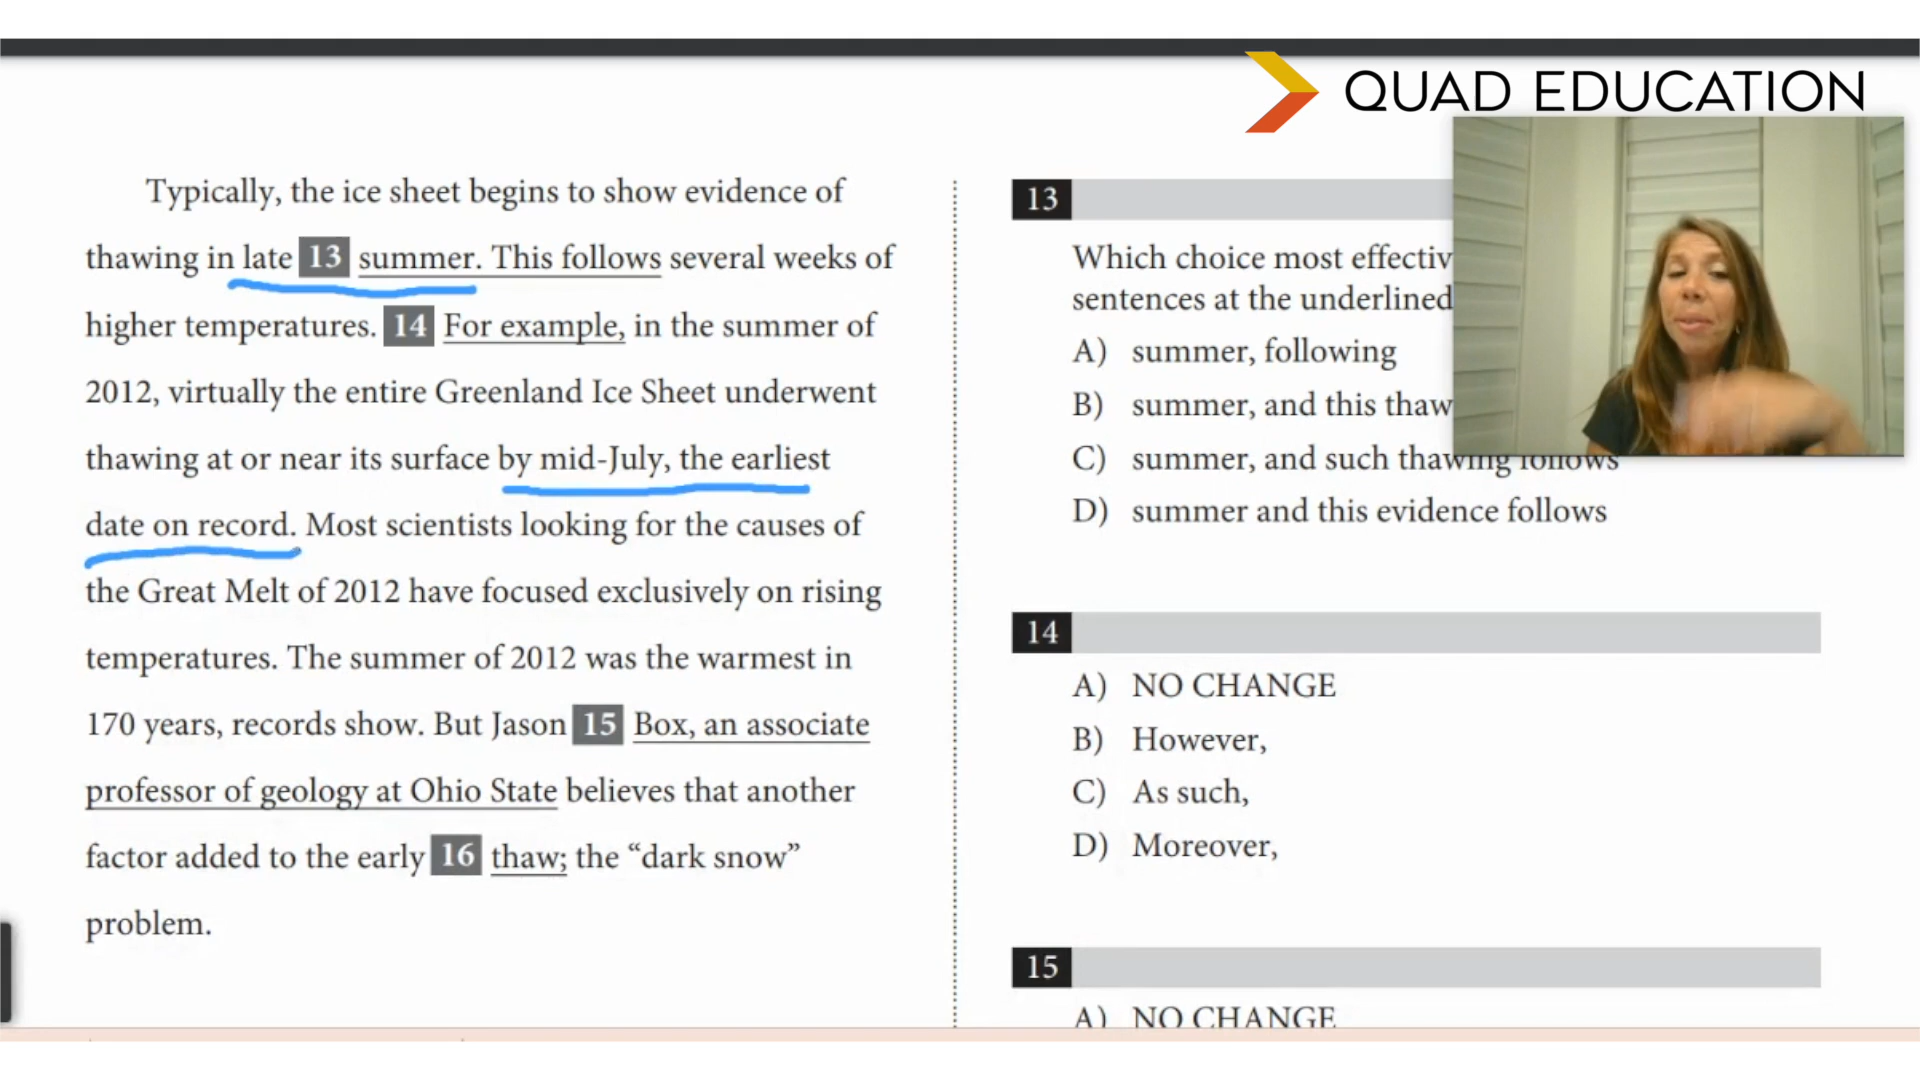 QUAD EDUCATION
Typically, the ice sheet begins to show evidence of
thawing in late 13 summer. This follows several weeks of
higher temperatures. 14 For example, in the summer of
2012, virtually the entire Greenland Ice Sheet underwent
thawing at or near its surface by mid-July, the earliest
date on record. Most scientists looking for the causes of
the Great Melt of 2012 have focused exclusively on rising
temperatures. The summer of 2012 was the warmest in
170 years, records show. But Jason 15 Box, an associate
professor of geology at Ohio State believes that another
factor added to the early 16 thaw; the “dark snow”
problem.
13
Which choice most effectiv
sentences at the underlined
A) summer, following
B) summer, and this thaw
C) summer, and such thawing follows
D) summer and this evidence follows
14
A) NO CHANGE
B) However,
C) As such,
D) Moreover,
15
A) NO CHANGE